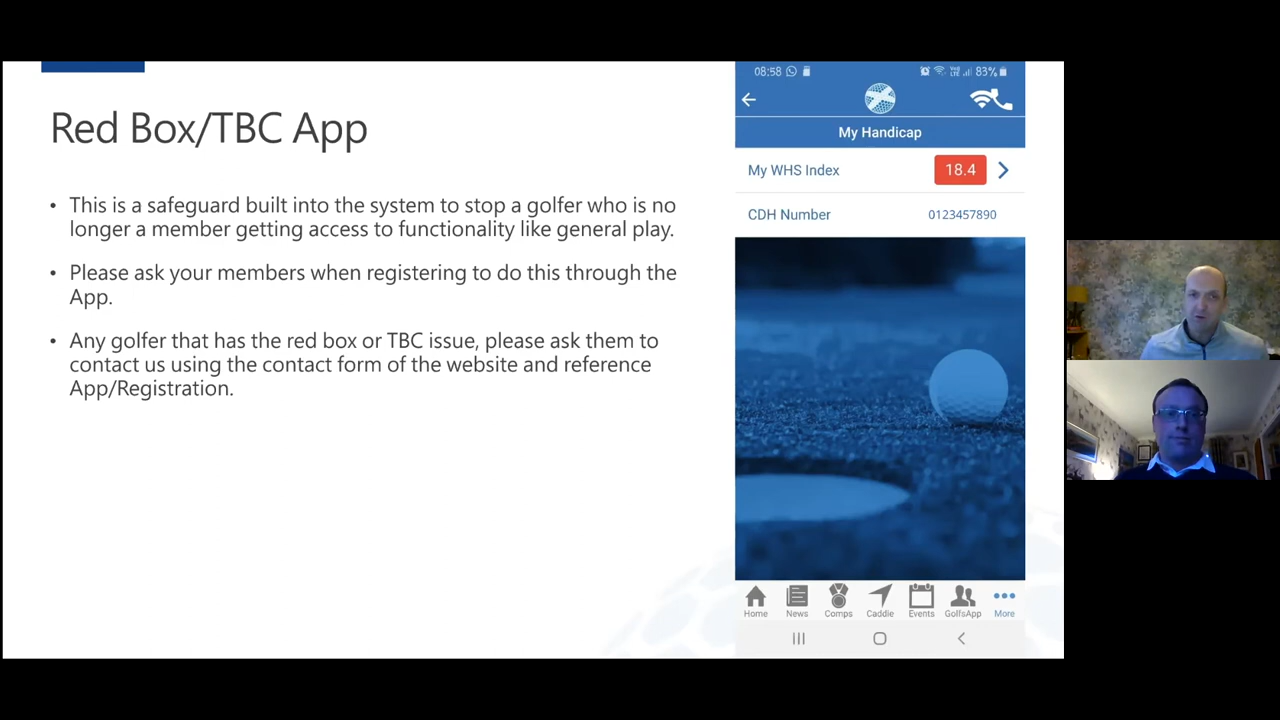 Red Box/TBC App
• This is a safeguard built into the system to stop a golfer who is no
longer a member getting access to functionality like general play.
• Please ask your members when registering to do this through the
App.
• Any golfer that has the red box or TBC issue, please ask them to
contact us using the contact form of the website and reference
App/Registration.
08:58
83%
My Handicap
My WHS Index 18.4
CDH Number 0123457890
Home News Comps Caddie Events GolfsApp More